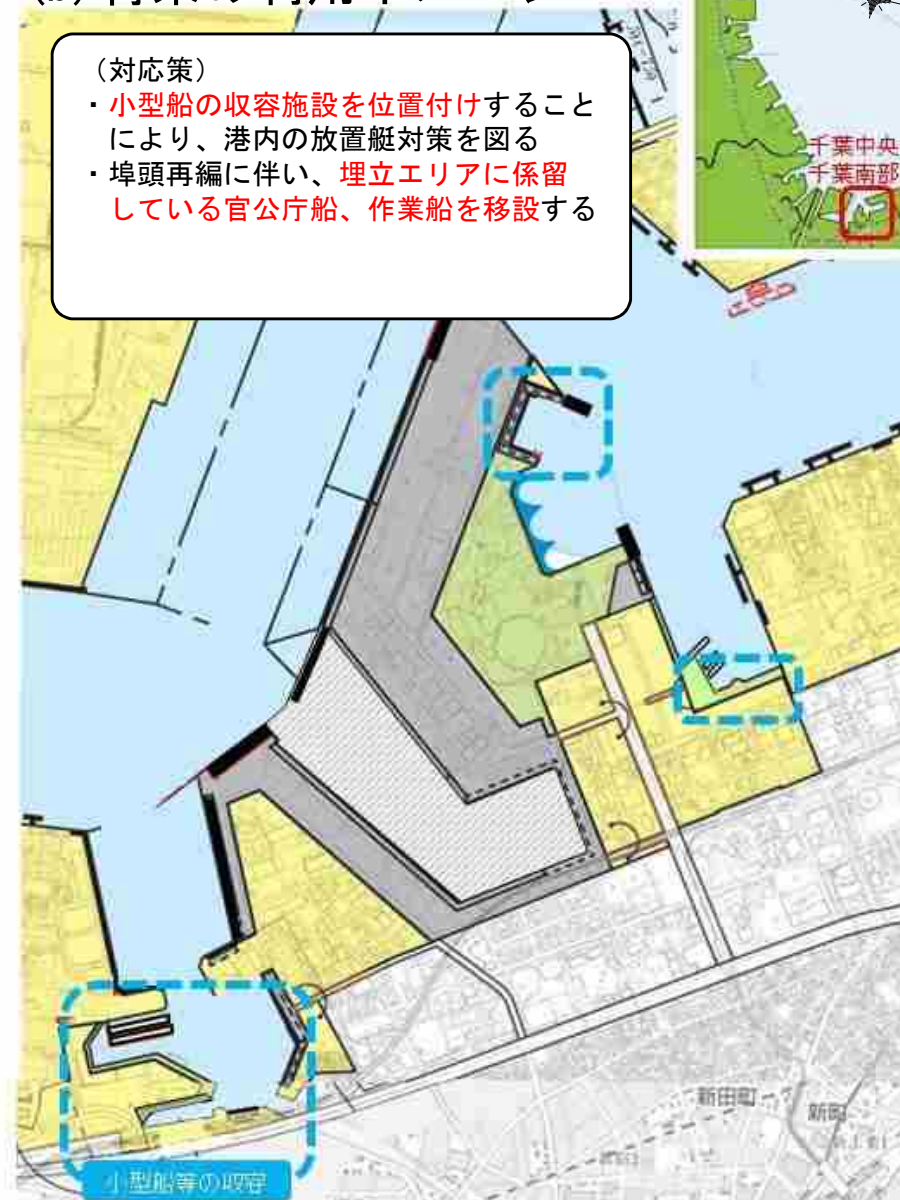 （対応策）
・小型船の収容施設を位置付けすること
により、港内の放置艇対策を図る
・埠頭再編に伴い、埋立エリアに係留
している官公庁船、作業船を移設する
千葉中央
千葉南部
新田町
新町
小型船等の収容